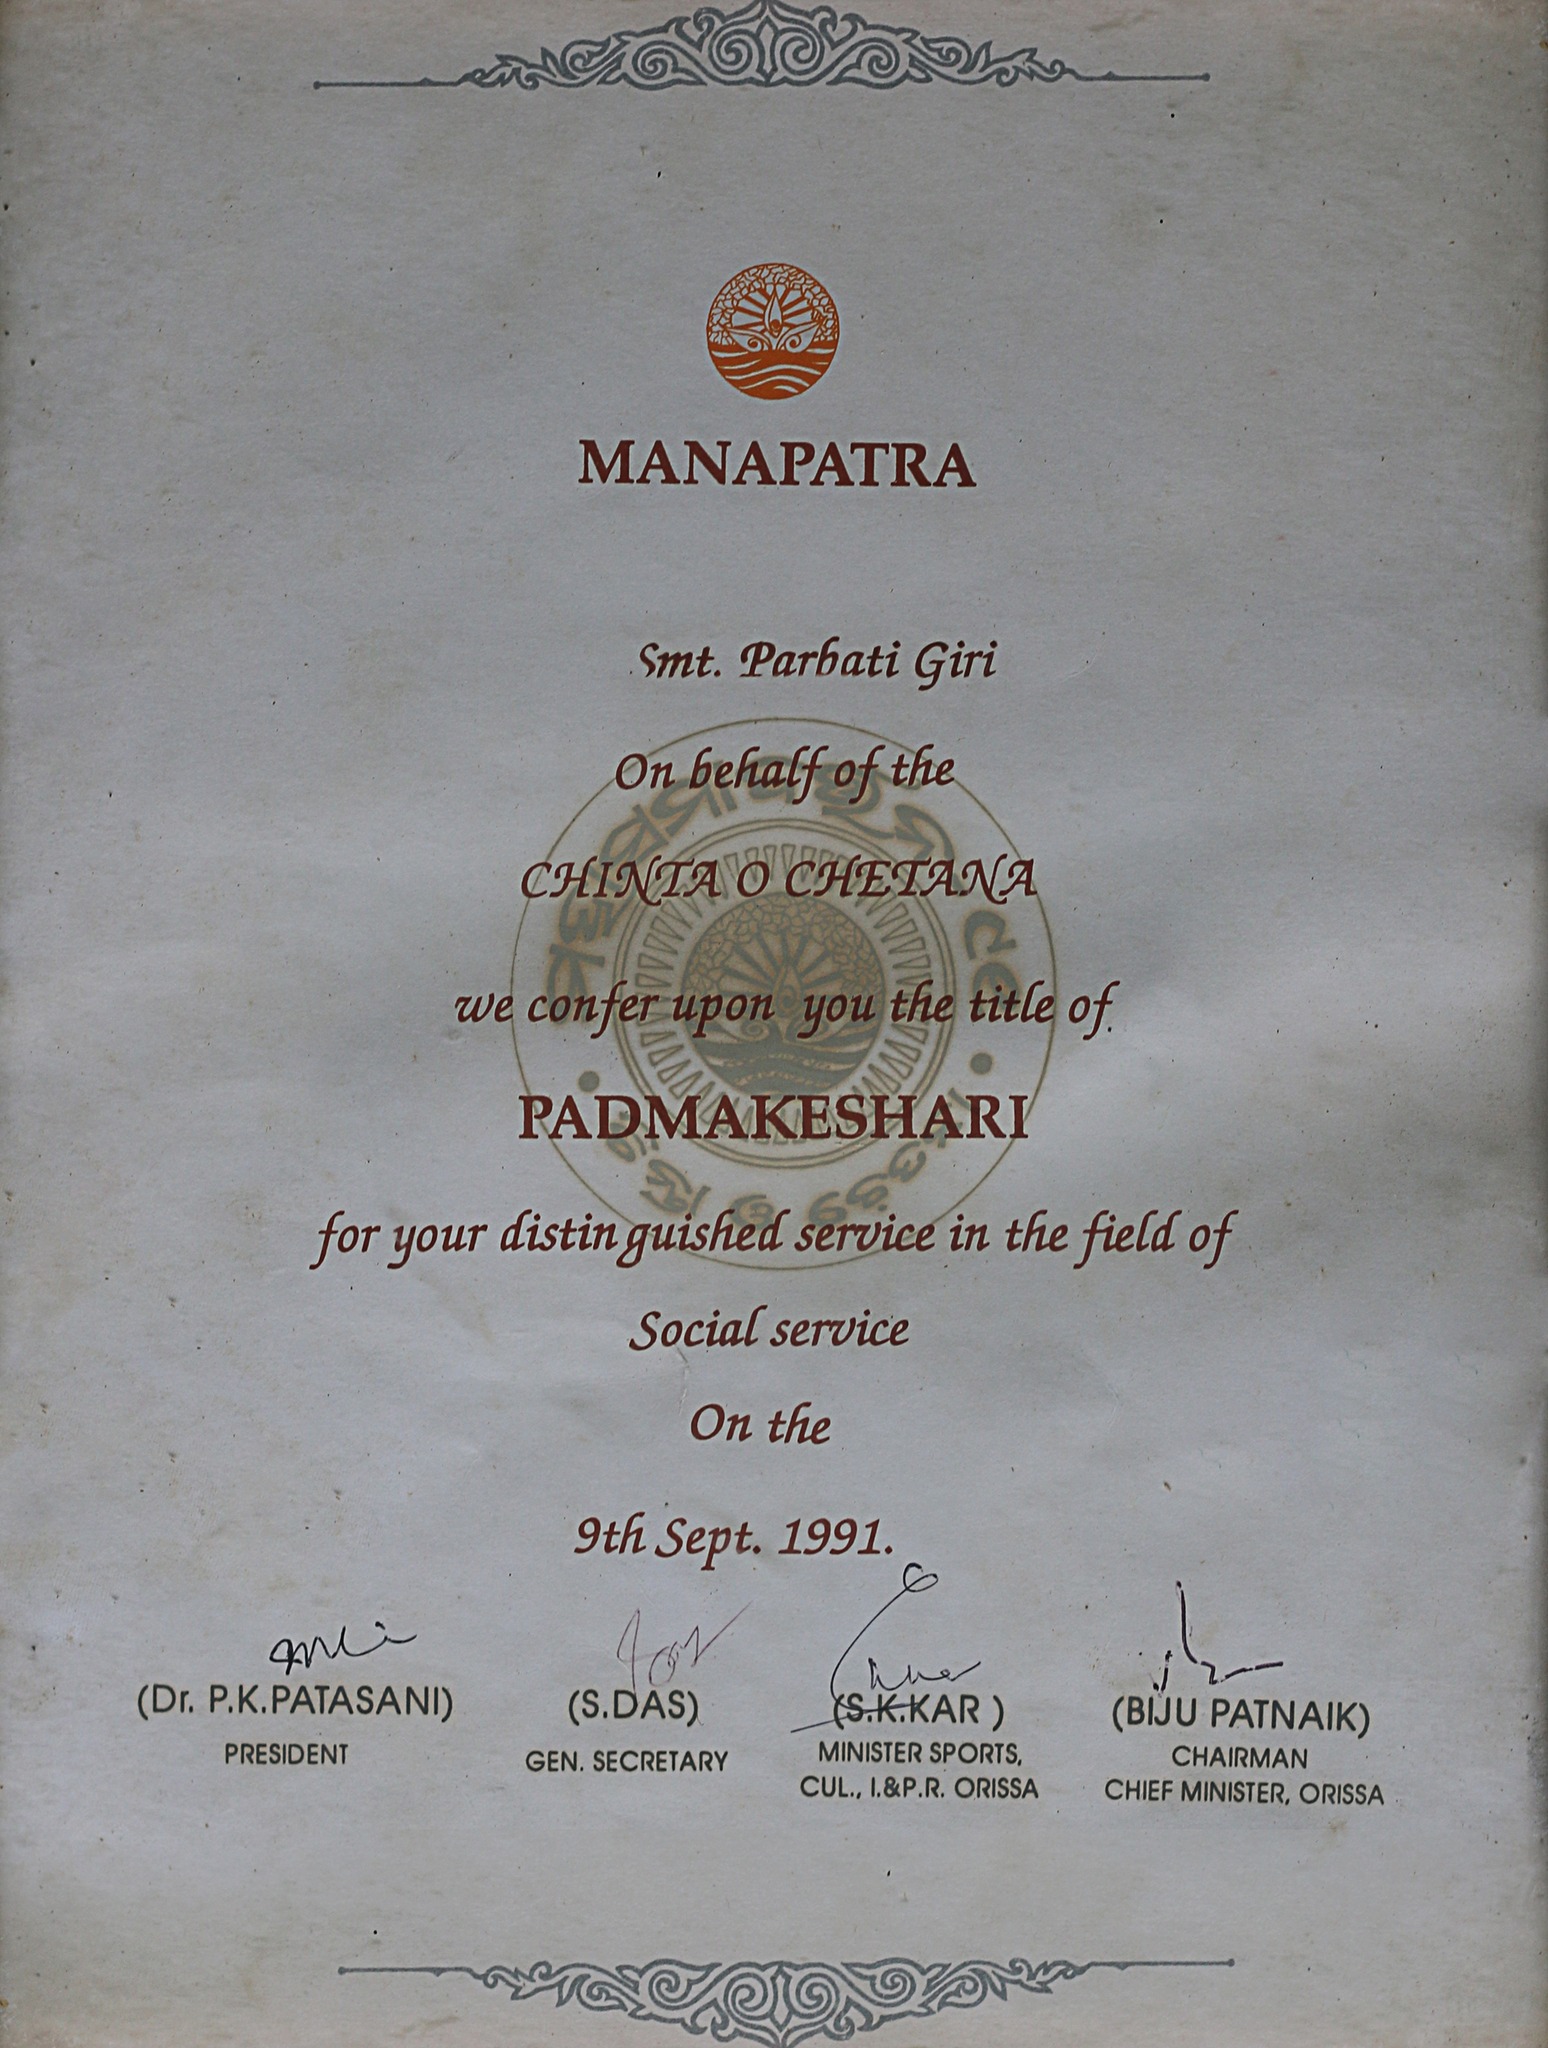 MANAPATRA
Smt. Parbati Giri
On behalf of the
CHINTA O CHETANA
we confer upon you the title of
PADMAKESHARI
for your distinguished service in the field of
Social service
On the
9th Sept. 1991.
(Dr. P.K.PATASANI) (S.DAS) (S.K.KAR ) (BIJU PATNAIK)
PRESIDENT GEN. SECRETARY MINISTER SPORTS, CHAIRMAN
CUL., I.&P.R. ORISSA CHIEF MINISTER, ORISSA